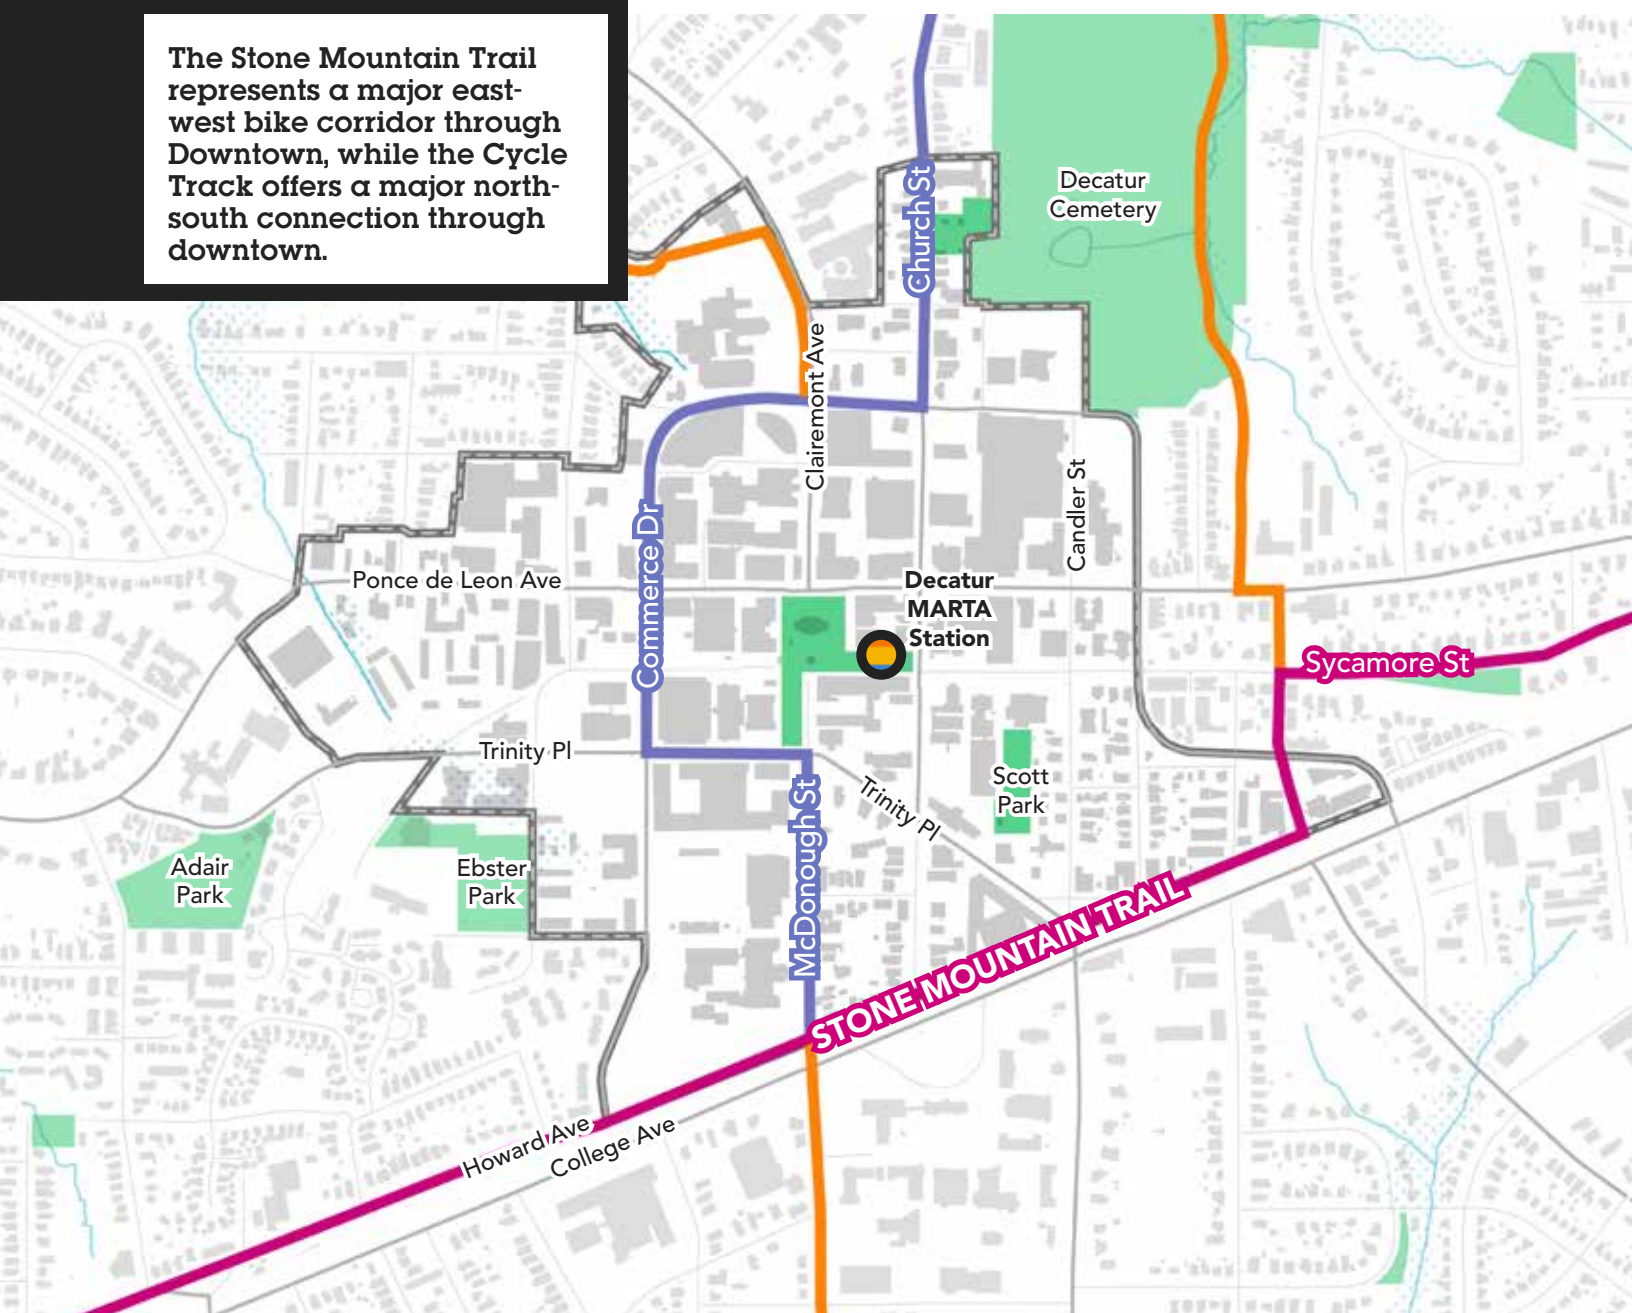 The Stone Mountain Trail
represents a major east-
west bike corridor through
Downtown, while the Cycle
Track offers a major north-
south connection through
downtown.
Decatur
Cemetery
Church St
Clairemont Ave
Candler St
Commerce Dr
Ponce de Leon Ave
Decatur
MARTA
Station
Sycamore St
Trinity Pl
Trinity Pl
Scott
Park
McDonough St
Adair
Park
Ebster
Park
STONE MOUNTAIN TRAIL
Howard Ave
College Ave